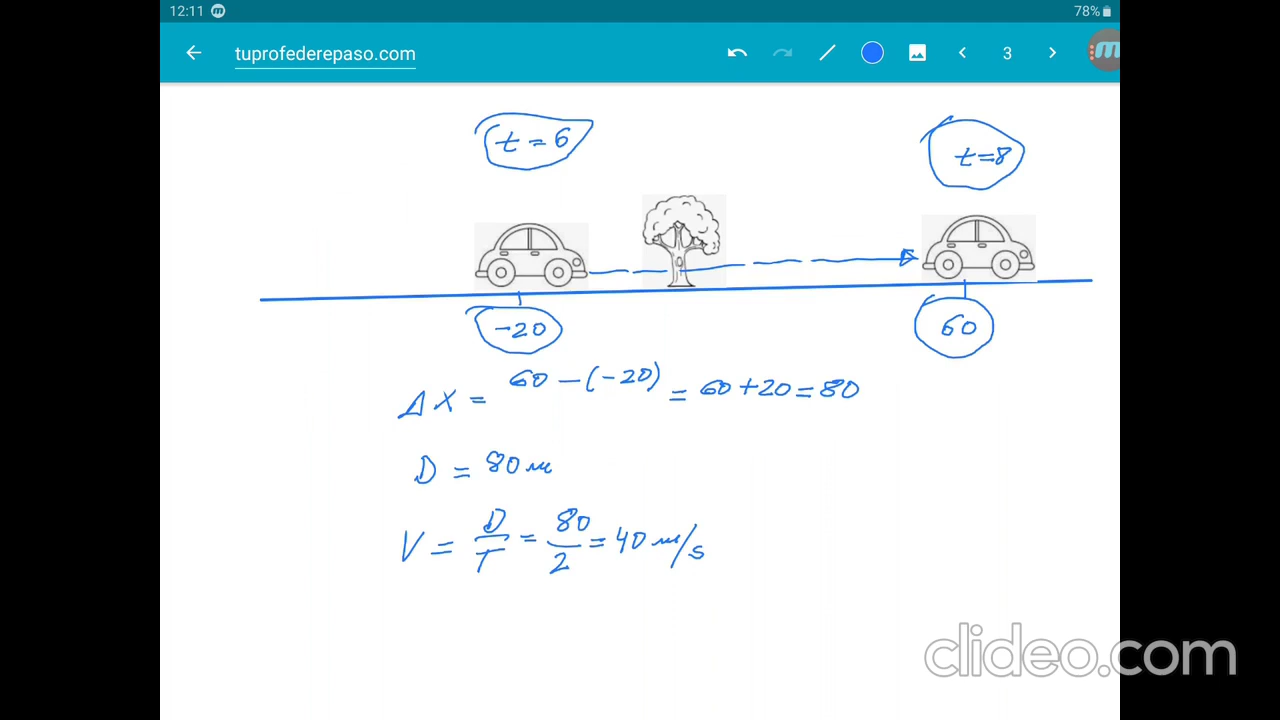 12:11
78%
tuprofederepaso.com
3
t = 6
t=8
-20
60
ΔX = 60 - (-20) = 60+20 = 80
D = 80 m
V = D/T = 80/2 = 40 m/s
clideo.com